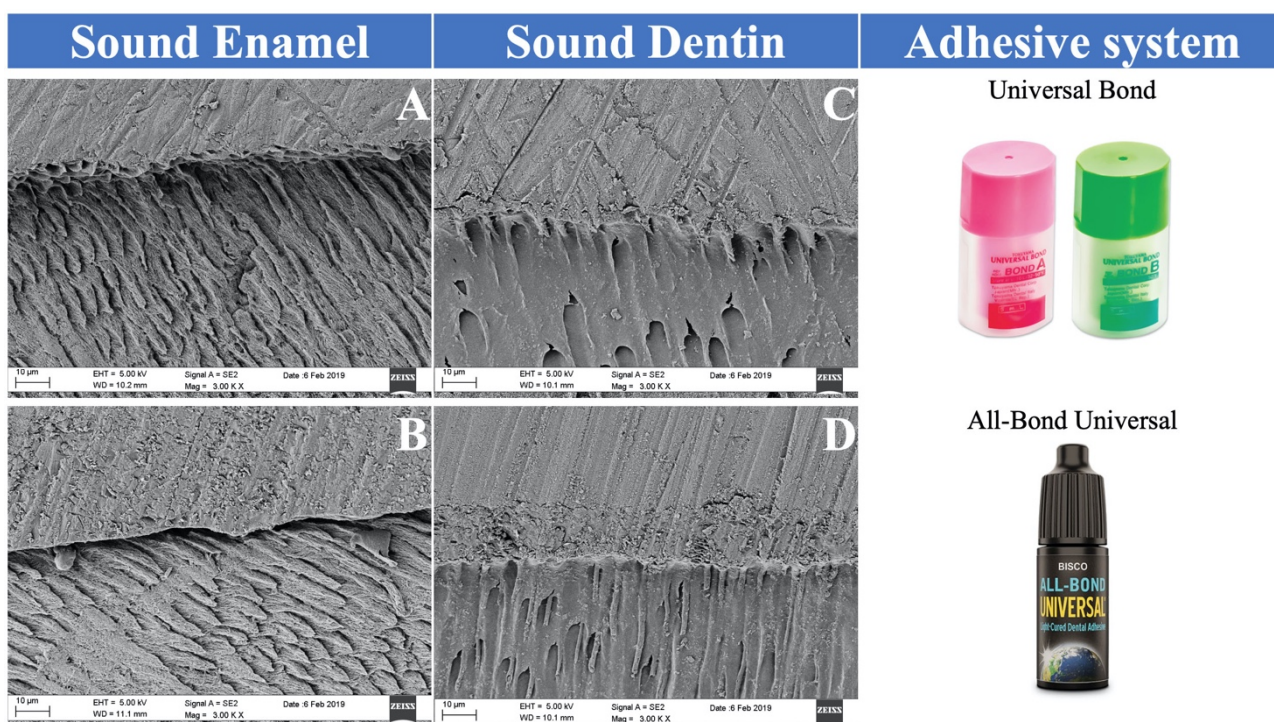 Sound Enamel
Sound Dentin
Adhesive system
A
C
Universal Bond
UNIVERSAL BOND
BOND A
UNIVERSAL BOND
BOND B
10 µm
EHT = 5.00 kV
WD = 10.2 mm
Signal A = SE2
Mag = 3.00 K X
Date :6 Feb 2019
ZEISS
10 µm
EHT = 5.00 kV
WD = 10.1 mm
Signal A = SE2
Mag = 3.00 K X
Date :6 Feb 2019
ZEISS
B
D
All-Bond Universal
BISCO
ALL-BOND
UNIVERSAL
Light-Cured Dental Adhesive
10 µm
EHT = 5.00 kV
WD = 11.1 mm
Signal A = SE2
Mag = 3.00 K X
Date :6 Feb 2019
ZEISS
10 µm
EHT = 5.00 kV
WD = 10.1 mm
Signal A = SE2
Mag = 3.00 K X
Date :6 Feb 2019
ZEISS